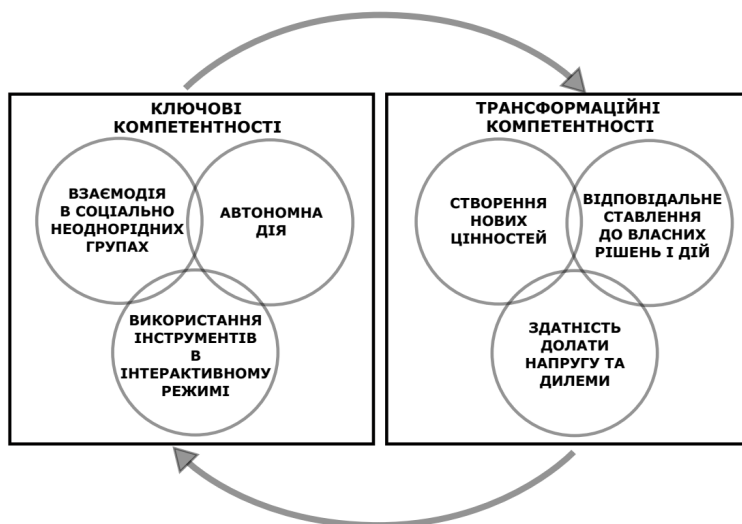 КЛЮЧОВІ
КОМПЕТЕНТНОСТІ
ВЗАЄМОДІЯ
В СОЦІАЛЬНО
НЕОДНОРІДНИХ
ГРУПАХ
АВТОНОМНА
ДІЯ
ВИКОРИСТАННЯ
ІНСТРУМЕНТІВ
В
ІНТЕРАКТИВНОМУ
РЕЖИМІ
ТРАНСФОРМАЦІЙНІ
КОМПЕТЕНТНОСТІ
СТВОРЕННЯ
НОВИХ
ЦІННОСТЕЙ
ВІДПОВІДАЛЬНЕ
СТАВЛЕННЯ
ДО ВЛАСНИХ
РІШЕНЬ І ДІЙ
ЗДАТНІСТЬ
ДОЛАТИ
НАПРУГУ ТА
ДИЛЕМИ